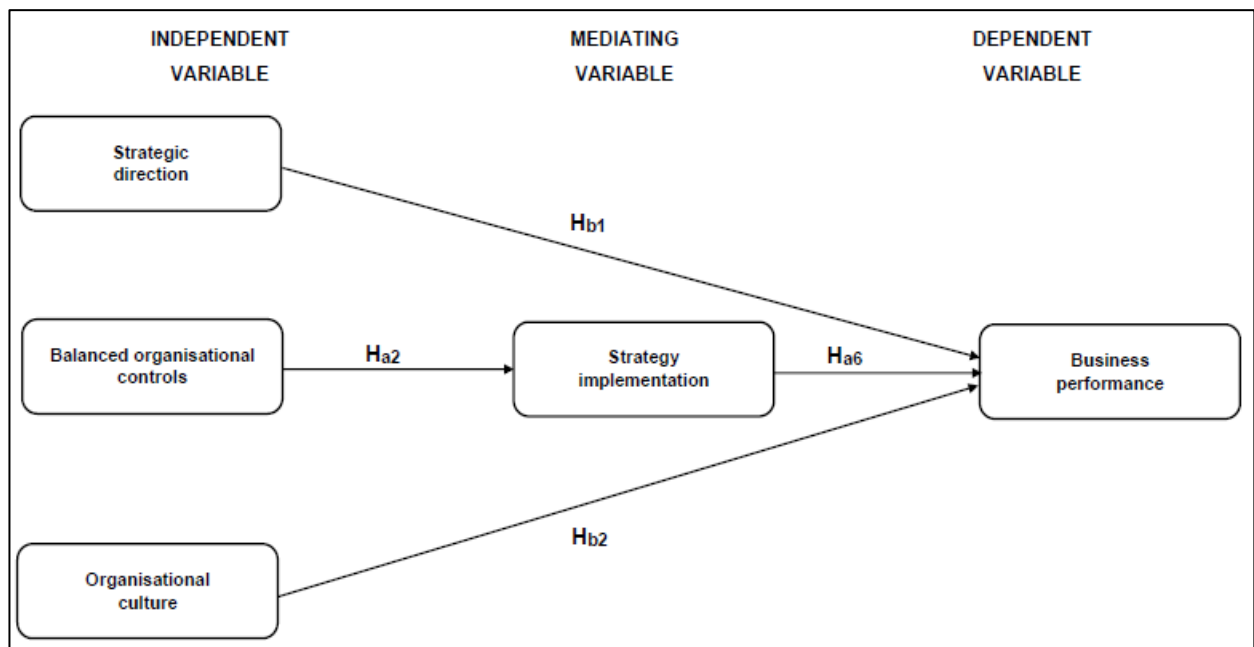 INDEPENDENT
VARIABLE
MEDIATING
VARIABLE
DEPENDENT
VARIABLE
Strategic
direction
Hb1
Balanced organisational
controls
Ha2
Strategy
implementation
Ha6
Business
performance
Hb2
Organisational
culture